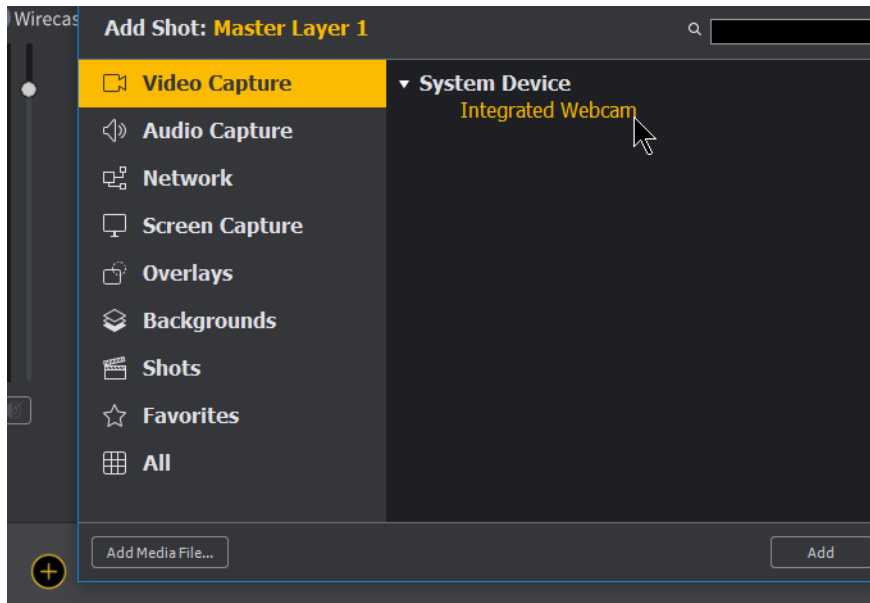 Wirecas
Add Shot: Master Layer 1
Video Capture
Audio Capture
Network
Screen Capture
Overlays
Backgrounds
Shots
Favorites
All
System Device
Integrated Webcam
Add Media File...
Add